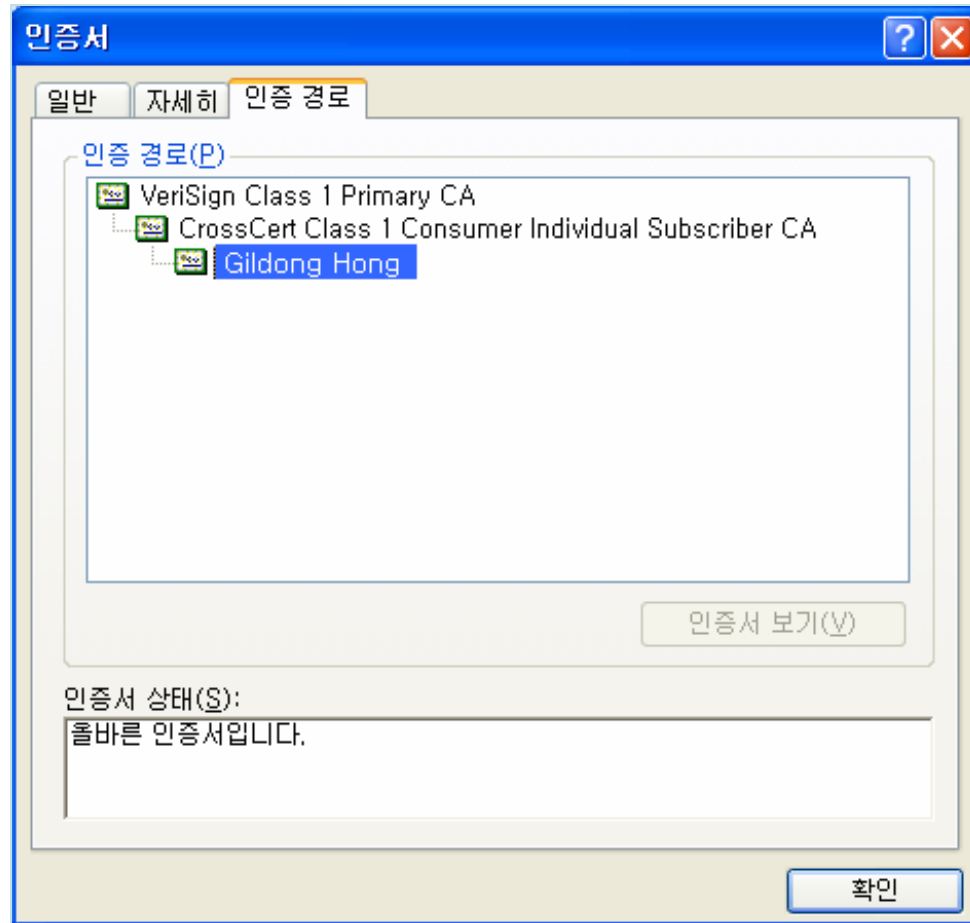 인증서
일반 자세히 인증 경로
인증 경로(P)
VeriSign Class 1 Primary CA
CrossCert Class 1 Consumer Individual Subscriber CA
Gildong Hong
인증서 보기(V)
인증서 상태(S):
올바른 인증서입니다.
확인